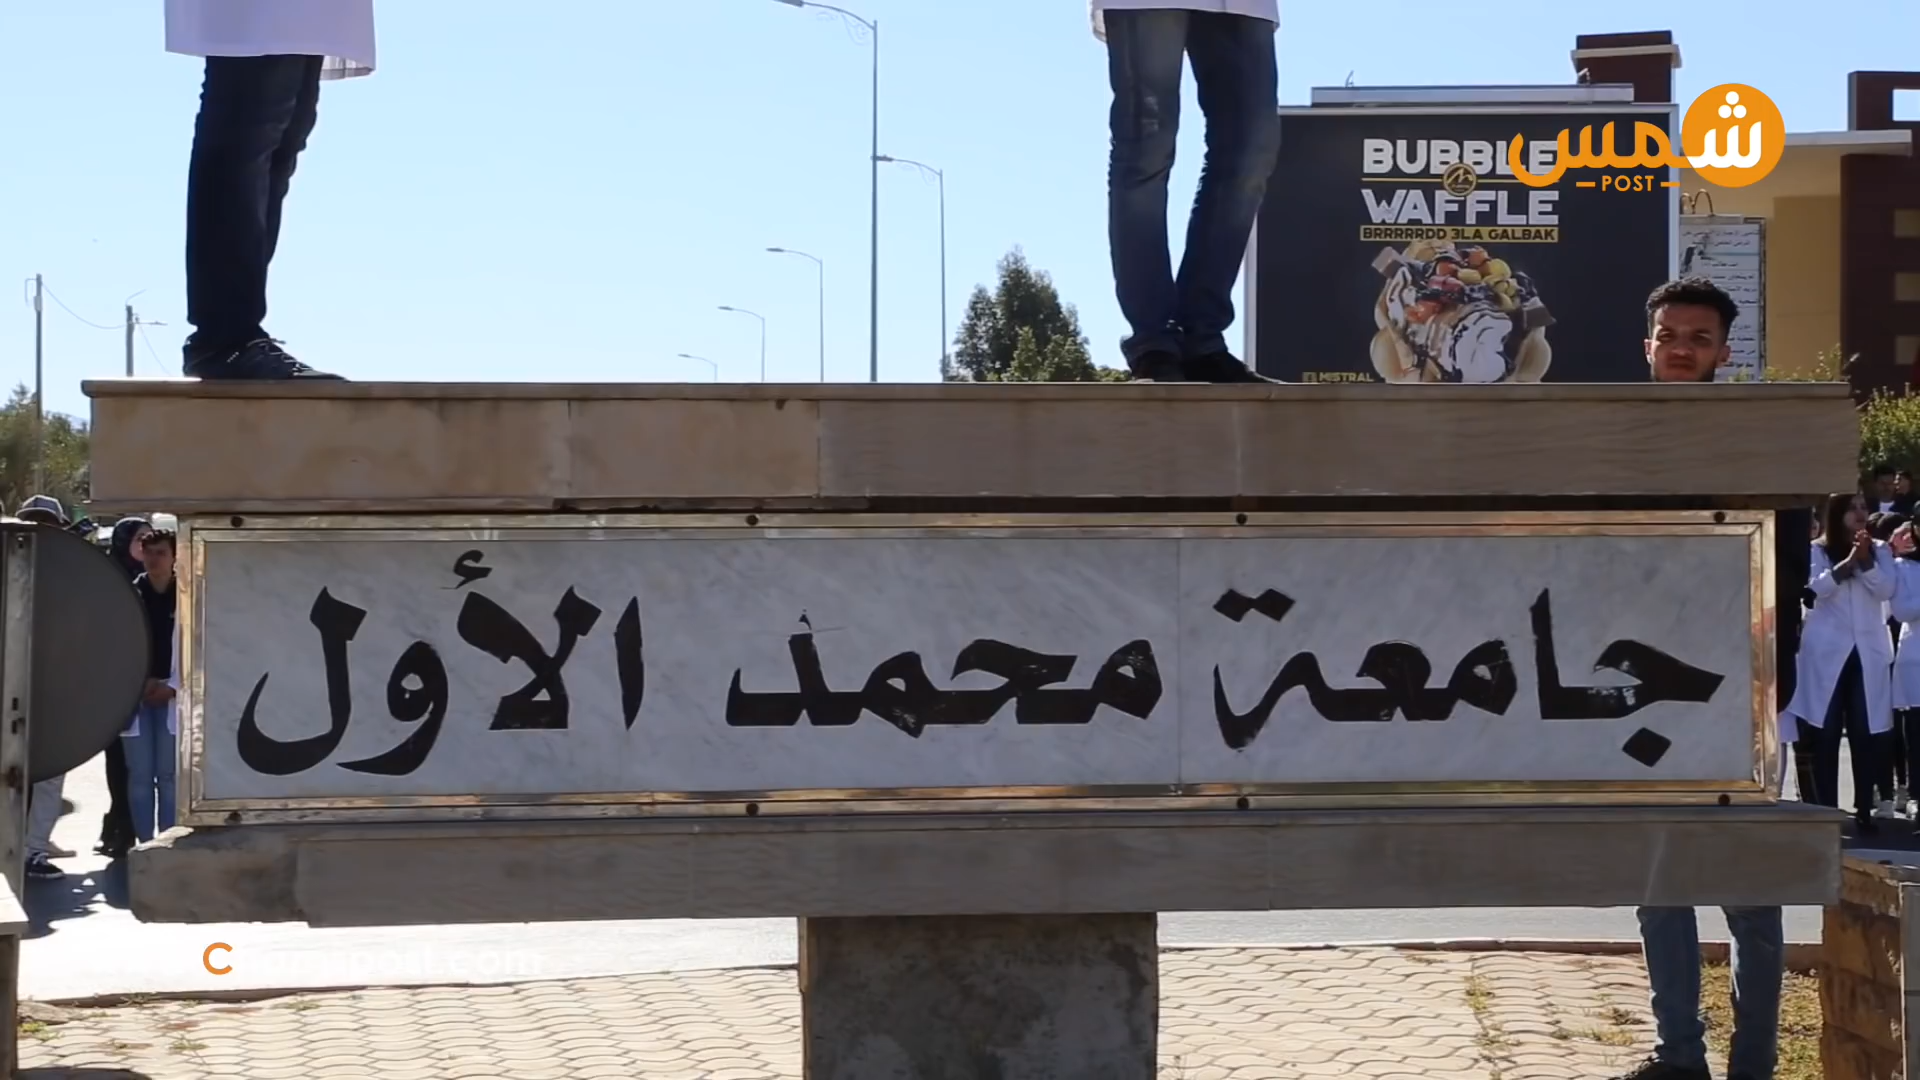 BUBBLE
WAFFLE
BRRRRRDD 3LA GALBAK
MISTRAL
شمس
POST
جامعة محمد الأول